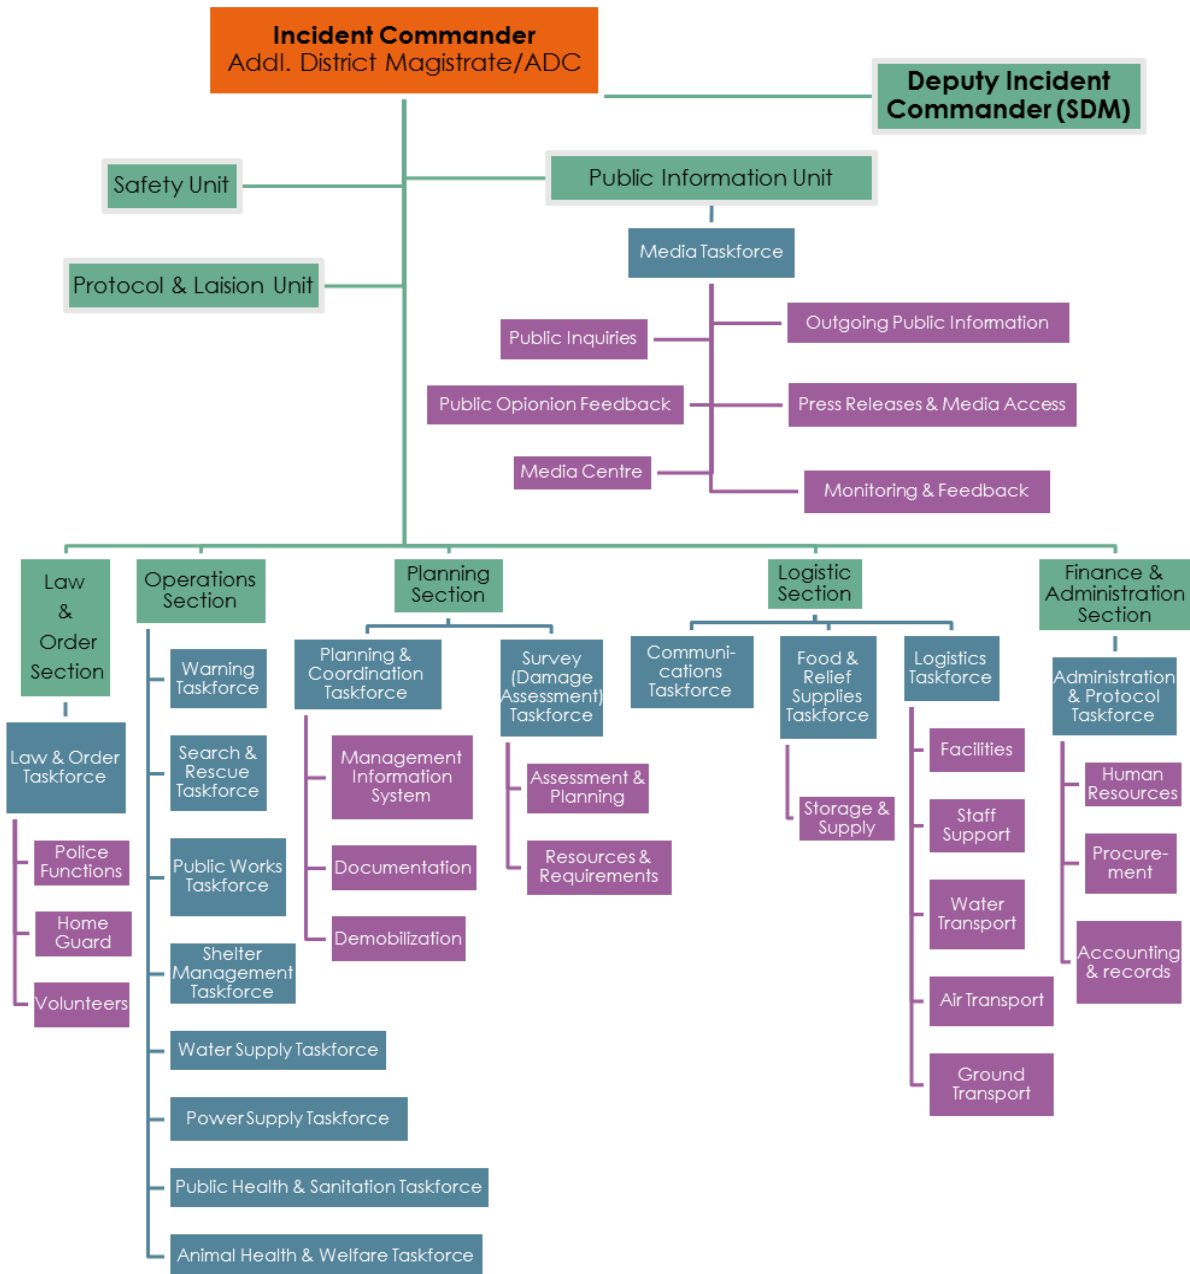 Incident Commander
Addl. District Magistrate/ADC
Deputy Incident
Commander (SDM)
Safety Unit
Public Information Unit
Media Taskforce
Protocol & Laision Unit
Public Inquiries
Outgoing Public Information
Public Opionion Feedback
Press Releases & Media Access
Media Centre
Monitoring & Feedback
Law
&
Order
Section
Law & Order
Taskforce
Police
Functions
Home
Guard
Volunteers
Operations
Section
Warning
Taskforce
Search &
Rescue
Taskforce
Public Works
Taskforce
Shelter
Management
Taskforce
Water Supply Taskforce
Power Supply Taskforce
Public Health & Sanitation Taskforce
Animal Health & Welfare Taskforce
Planning
Section
Planning &
Coordination
Taskforce
Management
Information
System
Documentation
Demobilization
Survey
(Damage
Assessment)
Taskforce
Assessment &
Planning
Resources &
Requirements
Logistic
Section
Communi-
cations
Taskforce
Food &
Relief
Supplies
Taskforce
Storage &
Supply
Logistics
Taskforce
Facilities
Staff
Support
Water
Transport
Air Transport
Ground
Transport
Finance &
Administration
Section
Administration
& Protocol
Taskforce
Human
Resources
Procure-
ment
Accounting
& records